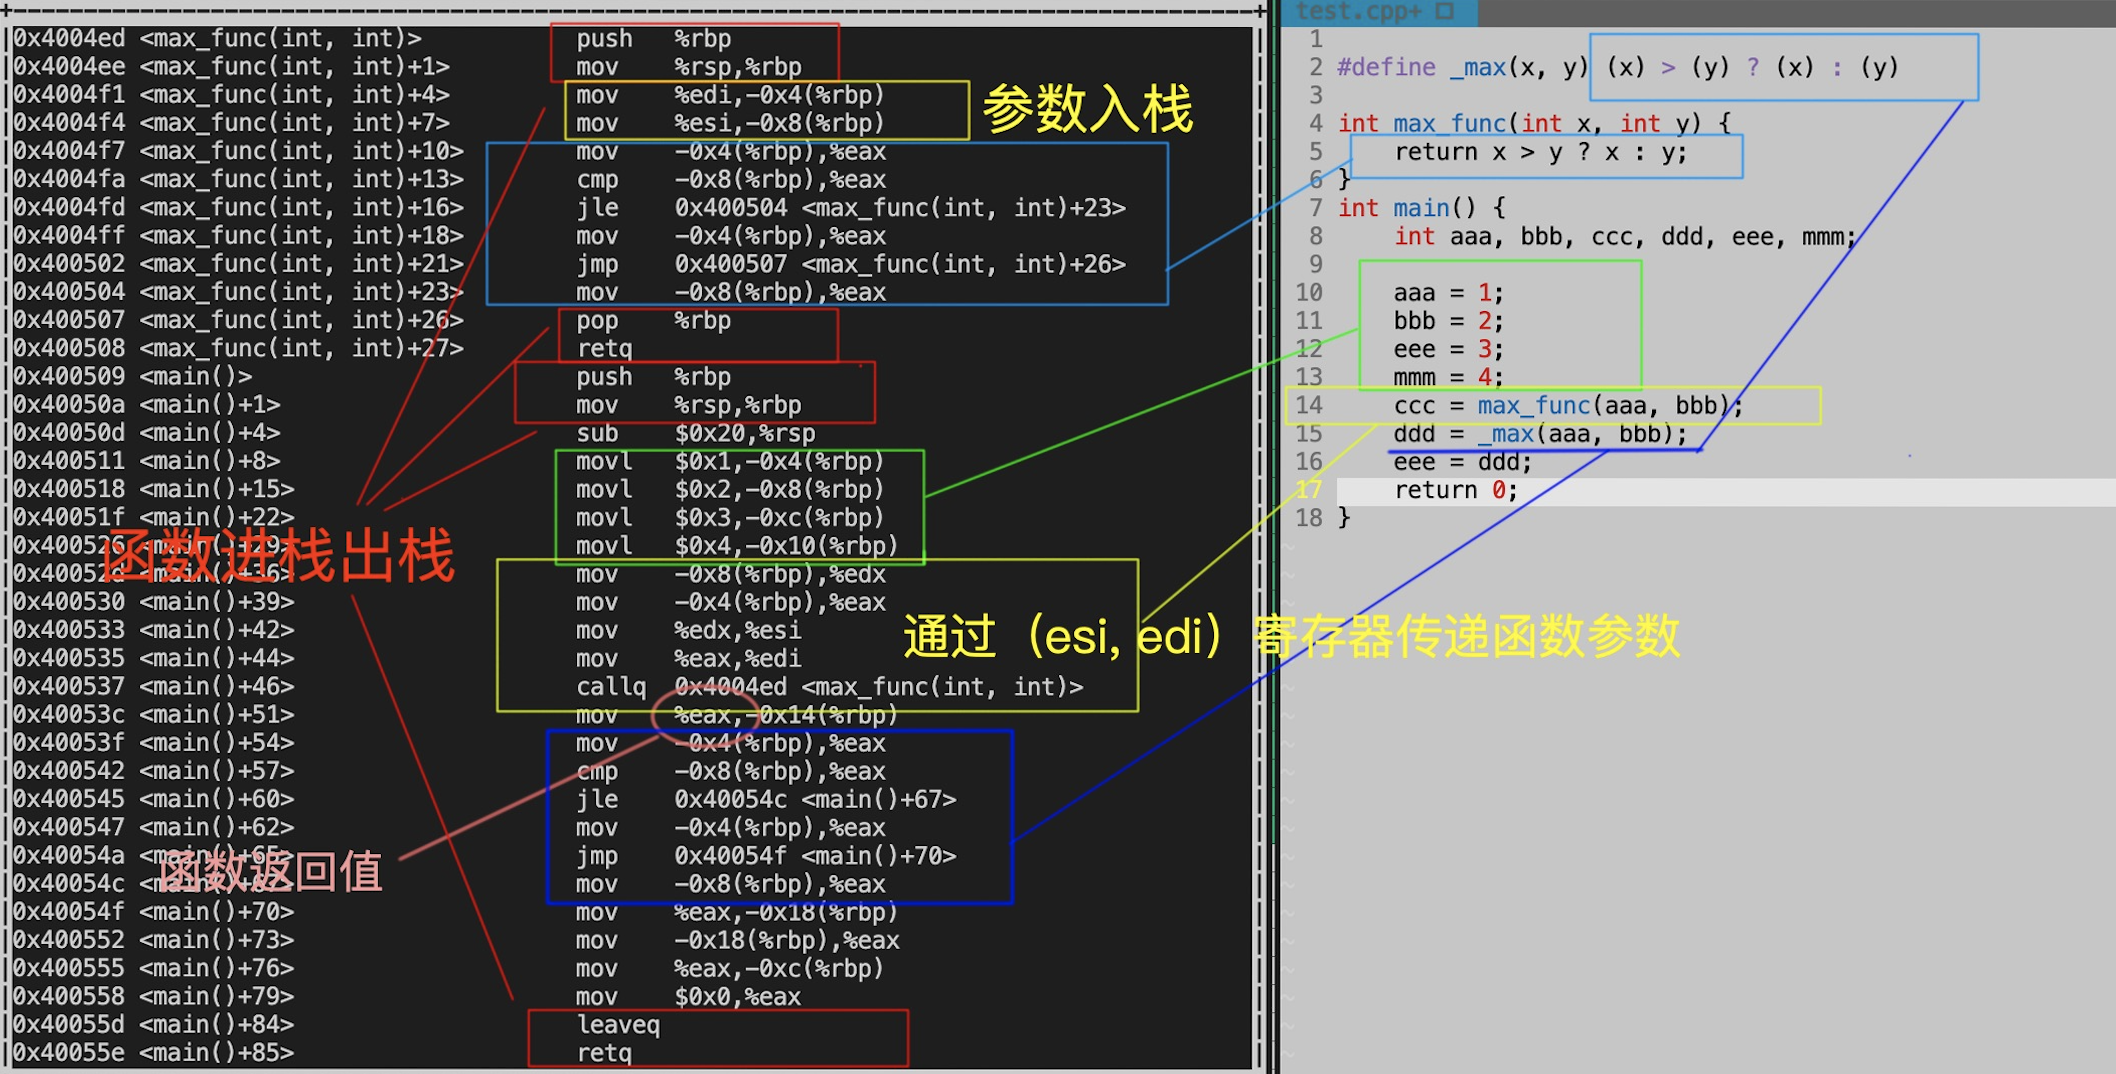 0x4004ed <max_func(int, int)> push %rbp
0x4004ee <max_func(int, int)+1> mov %rsp,%rbp
0x4004f1 <max_func(int, int)+4> mov %edi,-0x4(%rbp)
0x4004f4 <max_func(int, int)+7> mov %esi,-0x8(%rbp)
参数入栈
0x4004f7 <max_func(int, int)+10> mov -0x4(%rbp),%eax
0x4004fa <max_func(int, int)+13> cmp -0x8(%rbp),%eax
0x4004fd <max_func(int, int)+16> jle 0x400504 <max_func(int, int)+23>
0x4004ff <max_func(int, int)+18> mov -0x4(%rbp),%eax
0x400502 <max_func(int, int)+21> jmp 0x400507 <max_func(int, int)+26>
0x400504 <max_func(int, int)+23> mov -0x8(%rbp),%eax
0x400507 <max_func(int, int)+26> pop %rbp
0x400508 <max_func(int, int)+27> retq
0x400509 <main()> push %rbp
0x40050a <main()+1> mov %rsp,%rbp
0x40050d <main()+4> sub $0x20,%rsp
0x400511 <main()+8> movl $0x1,-0x4(%rbp)
0x400518 <main()+15> movl $0x2,-0x8(%rbp)
0x40051f <main()+22> movl $0x3,-0xc(%rbp)
movl $0x4,-0x10(%rbp)
函数进栈出栈
mov -0x8(%rbp),%edx
0x400530 <main()+39> mov -0x4(%rbp),%eax
0x400533 <main()+42> mov %edx,%esi
通过（esi, edi）寄存器传递函数参数
0x400535 <main()+44> mov %eax,%edi
0x400537 <main()+46> callq 0x4004ed <max_func(int, int)>
0x40053c <main()+51> mov %eax,-0x14(%rbp)
0x40053f <main()+54> mov -0x4(%rbp),%eax
0x400542 <main()+57> cmp -0x8(%rbp),%eax
0x400545 <main()+60> jle 0x40054c <main()+67>
0x400547 <main()+62> mov -0x4(%rbp),%eax
0x40054a <main()+65> jmp 0x40054f <main()+70>
函数返回值
0x40054c mov -0x8(%rbp),%eax
0x40054f <main()+70> mov %eax,-0x18(%rbp)
0x400552 <main()+73> mov -0x18(%rbp),%eax
0x400555 <main()+76> mov %eax,-0xc(%rbp)
0x400558 <main()+79> mov $0x0,%eax
0x40055d <main()+84> leaveq
0x40055e <main()+85> retq
test.cpp+
1
2 #define _max(x, y) (x) > (y) ? (x) : (y)
3
4 int max_func(int x, int y) {
5 return x > y ? x : y;
6 }
7 int main() {
8 int aaa, bbb, ccc, ddd, eee, mmm;
9
10 aaa = 1;
11 bbb = 2;
12 eee = 3;
13 mmm = 4;
14 ccc = max_func(aaa, bbb);
15 ddd = _max(aaa, bbb);
16 eee = ddd;
17 return 0;
18 }